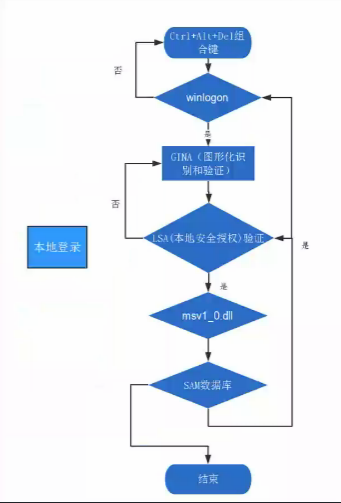 Ctrl+Alt+Del组
合键
否
winlogon
是
GINA（图形化识
别和验证）
否
LSA(本地安全授权)验证
本地登录
是
是
msv1_0.dll
SAM数据库
结束